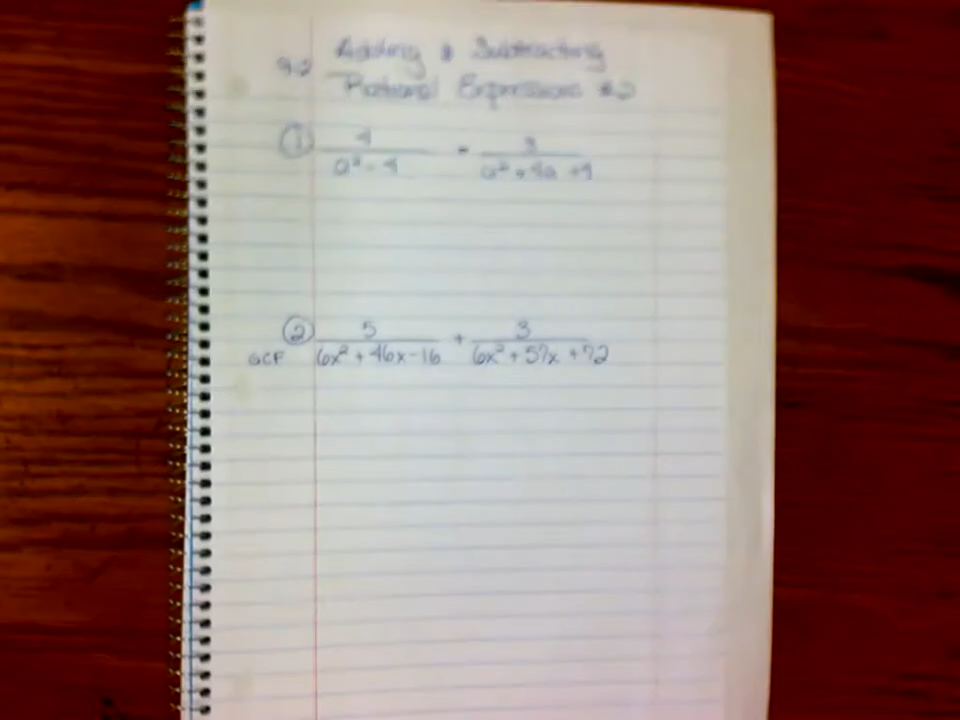 9.2 Adding & Subtracting
Rational Expressions #2
① 4/(a² - 4) - 3/(a² + 4a + 4)
② 5/(6x² + 46x - 16) + 3/(6x² + 57x + 72)
GCF